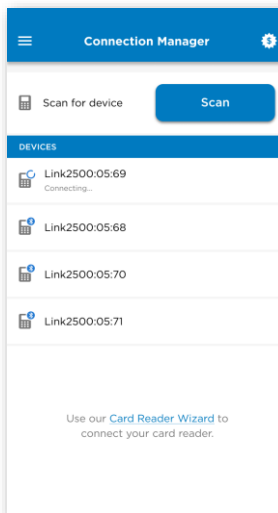 Connection Manager
Scan for device
Scan
DEVICES
Link2500:05:69
Connecting...
Link2500:05:68
Link2500:05:70
Link2500:05:71
Use our Card Reader Wizard to
connect your card reader.